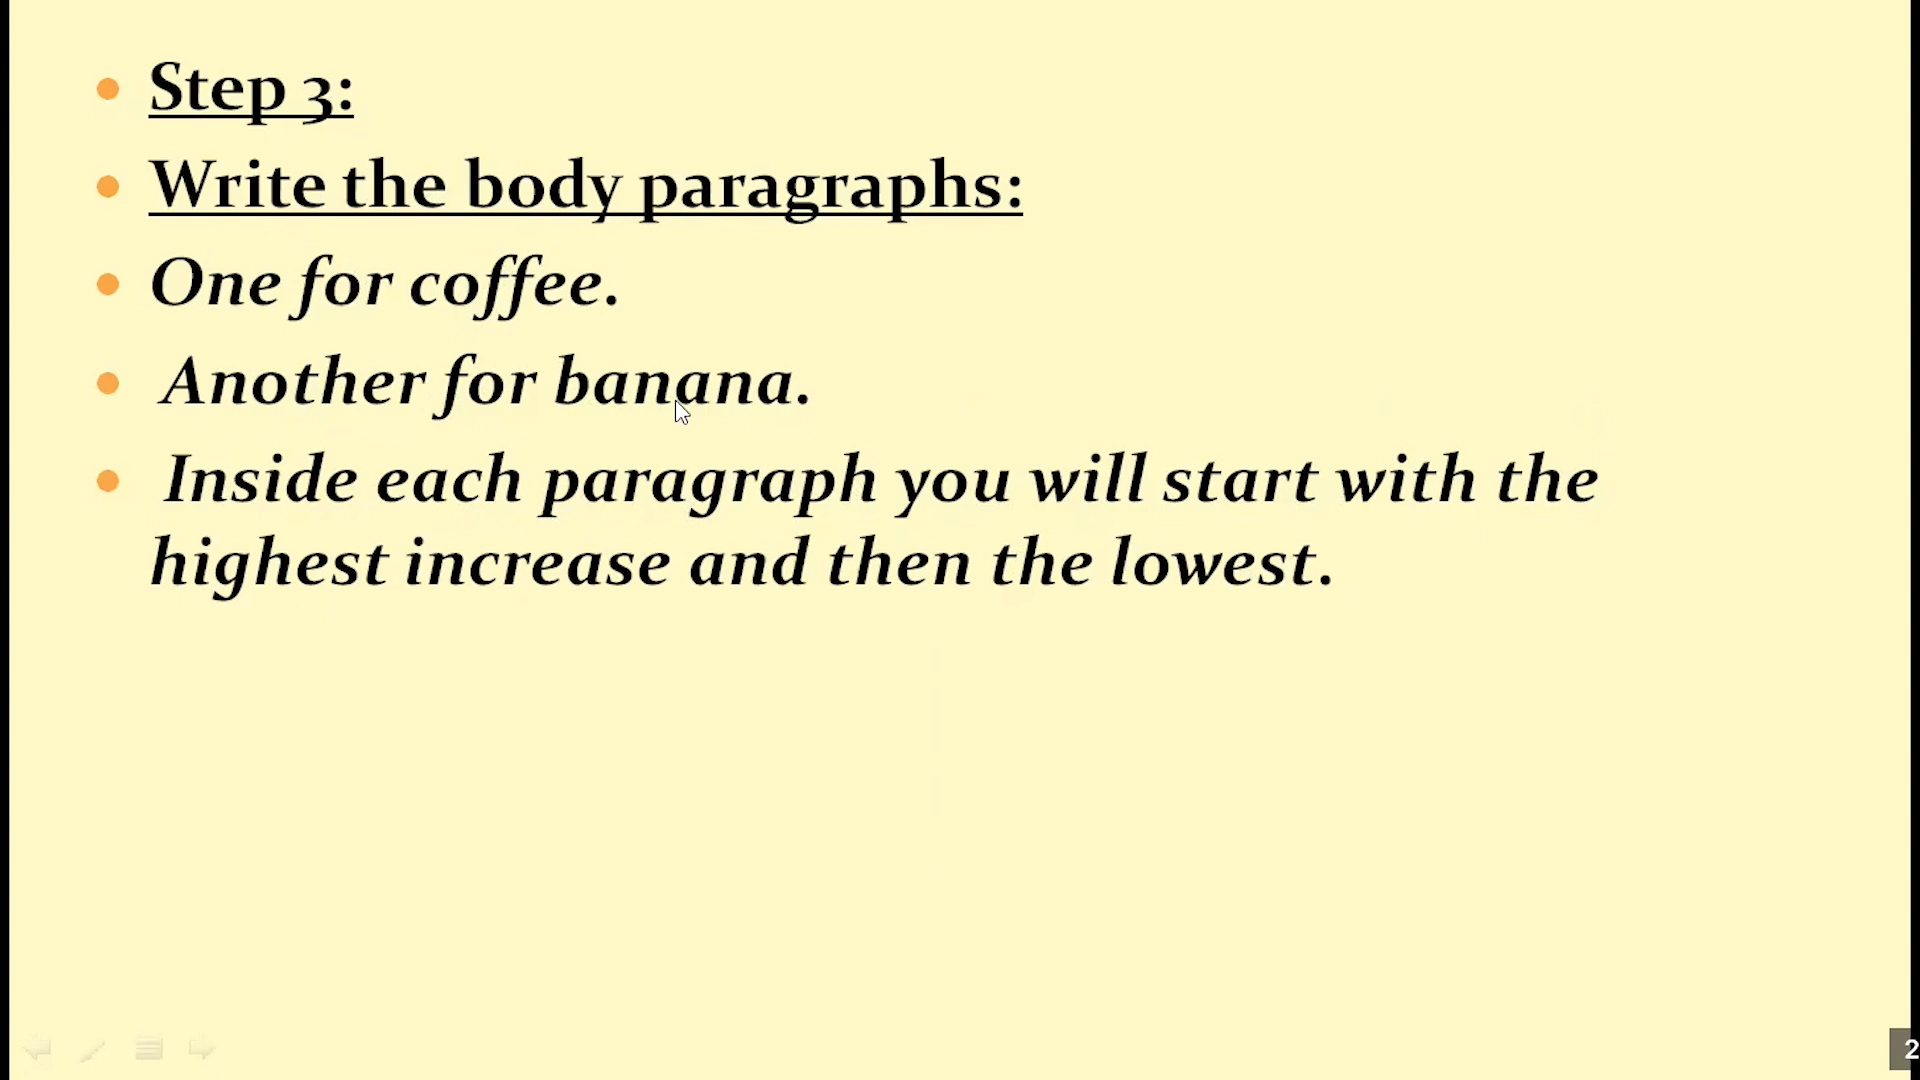 Step 3:
Write the body paragraphs:
One for coffee.
Another for banana.
Inside each paragraph you will start with the
highest increase and then the lowest.
2